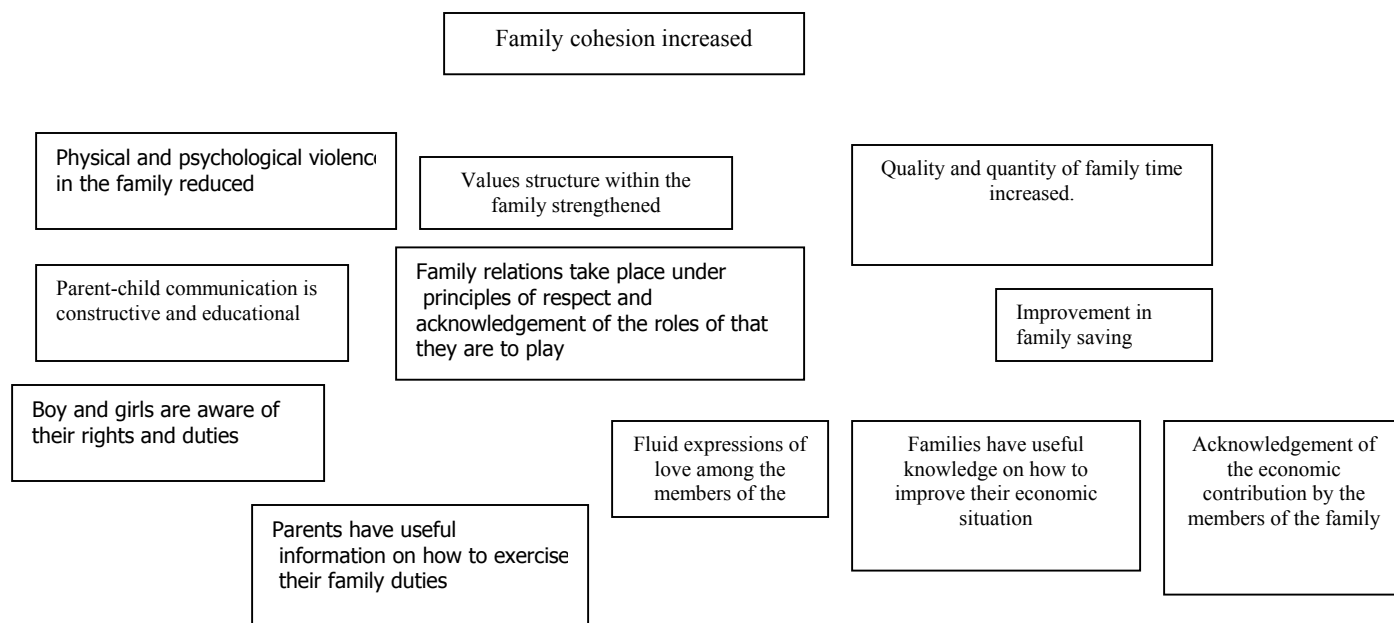 Family cohesion increased
Physical and psychological violence
in the family reduced
Values structure within the
family strengthened
Quality and quantity of family time
increased.
Parent-child communication is
constructive and educational
Family relations take place under
principles of respect and
acknowledgement of the roles of that
they are to play
Improvement in
family saving
Boy and girls are aware of
their rights and duties
Fluid expressions of
love among the
members of the
Families have useful
knowledge on how to
improve their economic
situation
Acknowledgement of
the economic
contribution by the
members of the family
Parents have useful
information on how to exercise
their family duties